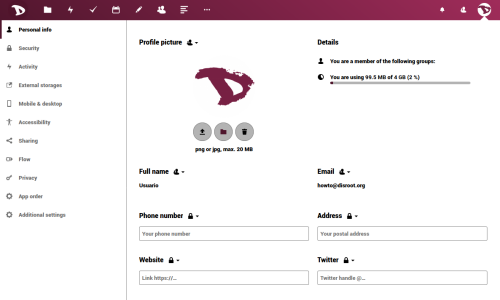 Personal info
Security
Activity
External storages
Mobile & desktop
Accessibility
Sharing
Flow
Privacy
App order
Additional settings
Profile picture
png or jpg, max. 20 MB
Details
You are a member of the following groups:
You are using 99.5 MB of 4 GB (2 %)
Full name
Usuario
Email
howto@disroot.org
Phone number
Your phone number
Address
Your postal address
Website
Link https://...
Twitter
Twitter handle @...